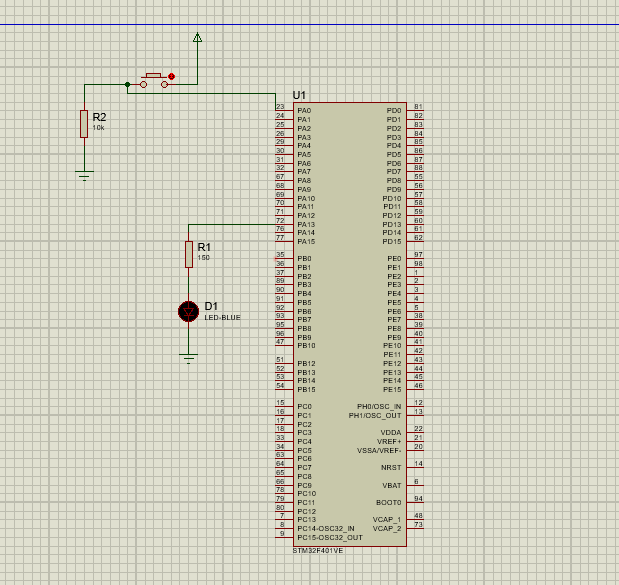 U1
23 PA0 PD0 81
24 PA1 PD1 82
25 PA2 PD2 83
26 PA3 PD3 84
29 PA4 PD4 85
30 PA5 PD5 86
31 PA6 PD6 87
32 PA7 PD7 88
67 PA8 PD8 55
68 PA9 PD9 56
69 PA10 PD10 57
70 PA11 PD11 58
71 PA12 PD12 59
72 PA13 PD13 60
76 PA14 PD14 61
77 PA15 PD15 62
35 PB0 PE0 97
36 PB1 PE1 98
37 PB2 PE2 1
89 PB3 PE3 2
90 PB4 PE4 3
91 PB5 PE5 4
92 PB6 PE6 5
93 PB7 PE7 38
95 PB8 PE8 39
96 PB9 PE9 40
47 PB10 PE10 41
PE11 42
51 PB12 PE12 43
52 PB13 PE13 44
53 PB14 PE14 45
54 PB15 PE15 46
15 PC0 PH0/OSC_IN 12
16 PC1 PH1/OSC_OUT 13
17 PC2
18 PC3 VDDA 22
33 PC4 VREF+ 21
34 PC5 VSSA/VREF- 20
63 PC6
64 PC7 NRST 14
65 PC8
66 PC9 VBAT 6
78 PC10
79 PC11 BOOT0 94
80 PC12
7 PC13 VCAP_1 48
8 PC14-OSC32_IN VCAP_2 73
9 PC15-OSC32_OUT
STM32F401VE
R2
10k
R1
150
D1
LED-BLUE